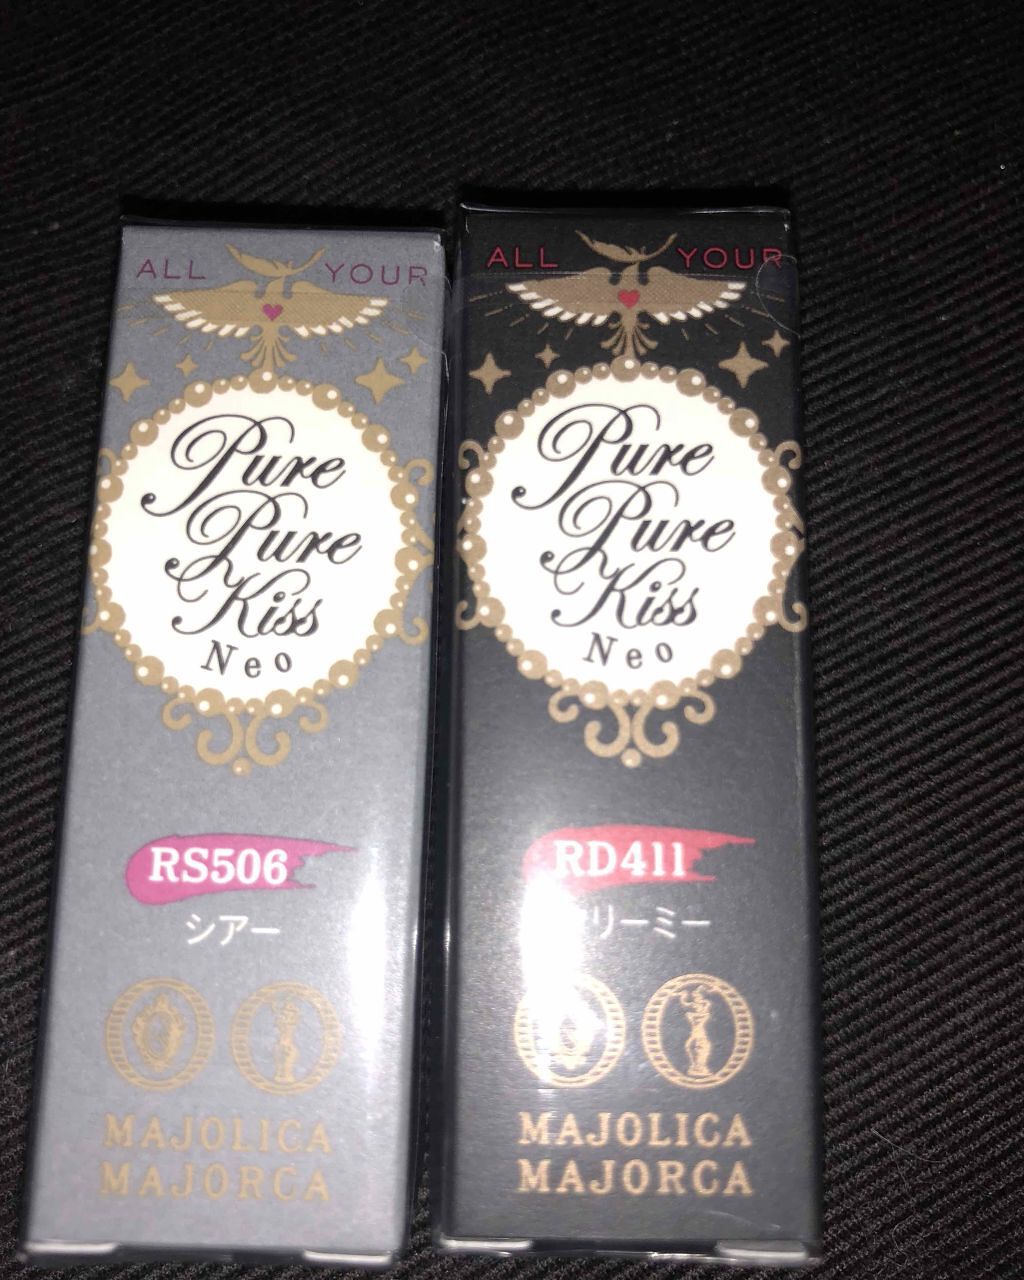 ALL YOUR
Pure
Pure
Kiss
Neo
RS506
シアー
MAJOLICA
MAJORCA
ALL YOUR
Pure
Pure
Kiss
Neo
RD411
リーミー
MAJOLICA
MAJORCA